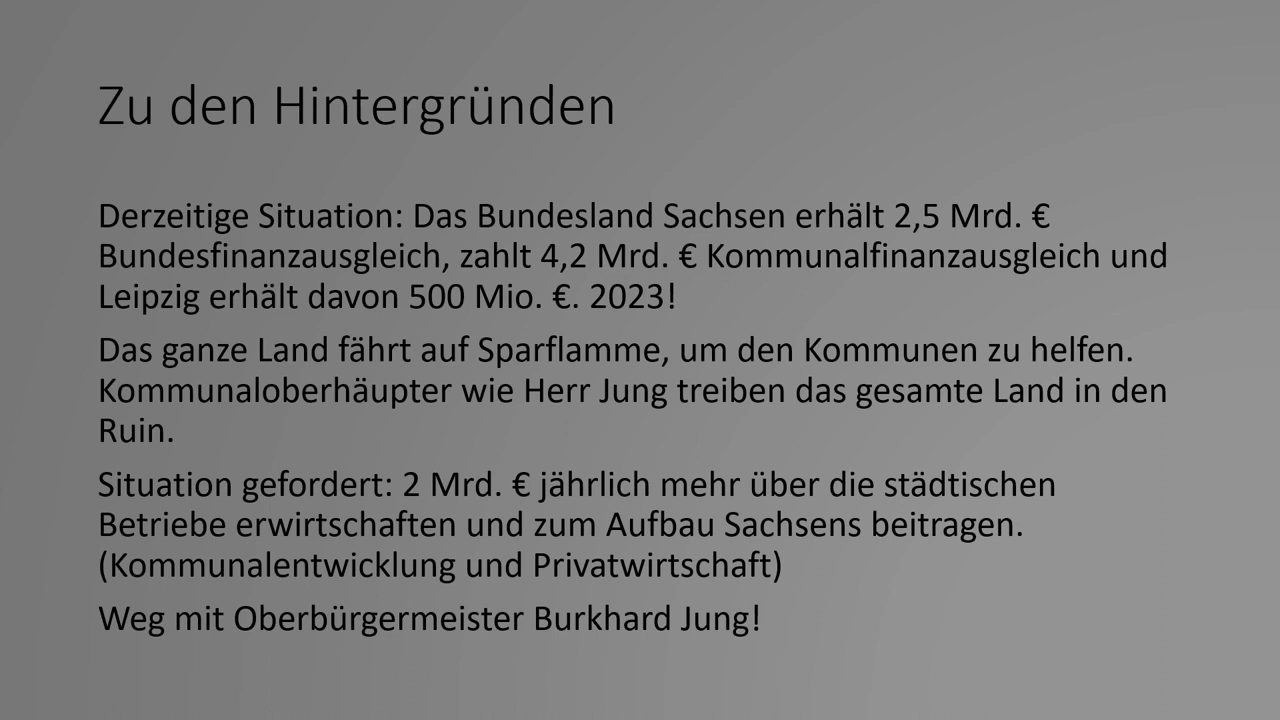 Zu den Hintergründen
Derzeitige Situation: Das Bundesland Sachsen erhält 2,5 Mrd. €
Bundesfinanzausgleich, zahlt 4,2 Mrd. € Kommunalfinanzausgleich und
Leipzig erhält davon 500 Mio. €. 2023!
Das ganze Land fährt auf Sparflamme, um den Kommunen zu helfen.
Kommunaloberhäupter wie Herr Jung treiben das gesamte Land in den
Ruin.
Situation gefordert: 2 Mrd. € jährlich mehr über die städtischen
Betriebe erwirtschaften und zum Aufbau Sachsens beitragen.
(Kommunalentwicklung und Privatwirtschaft)
Weg mit Oberbürgermeister Burkhard Jung!